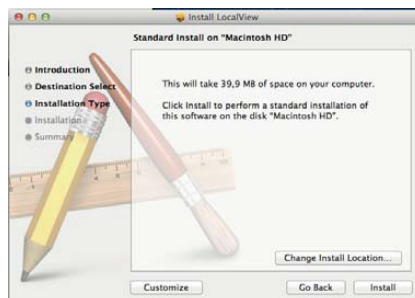 Install LocalView
Standard Install on "Macintosh HD"
Introduction
Destination Select
Installation Type
Installation
Summary
This will take 39,9 MB of space on your computer.
Click Install to perform a standard installation of
this software on the disk "Macintosh HD".
Change Install Location...
Customize
Go Back
Install